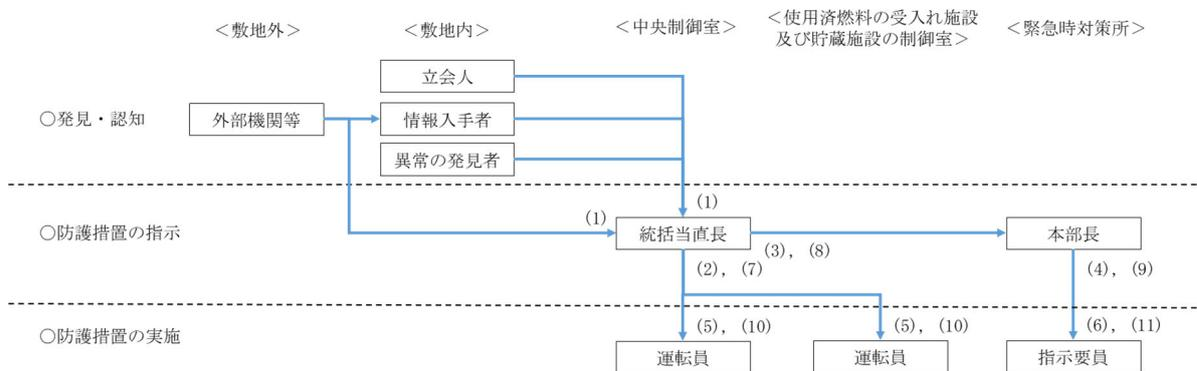 ＜敷地外＞
＜敷地内＞
＜中央制御室＞
＜使用済燃料の受入れ施設
及び貯蔵施設の制御室＞
＜緊急時対策所＞
立会人
○発見・認知
外部機関等
情報入手者
異常の発見者
(1)
(1)
○防護措置の指示
統括当直長
本部長
(3), (8)
(2), (7)
(4), (9)
○防護措置の実施
(5), (10)
(5), (10)
(6), (11)
運転員
運転員
指示要員